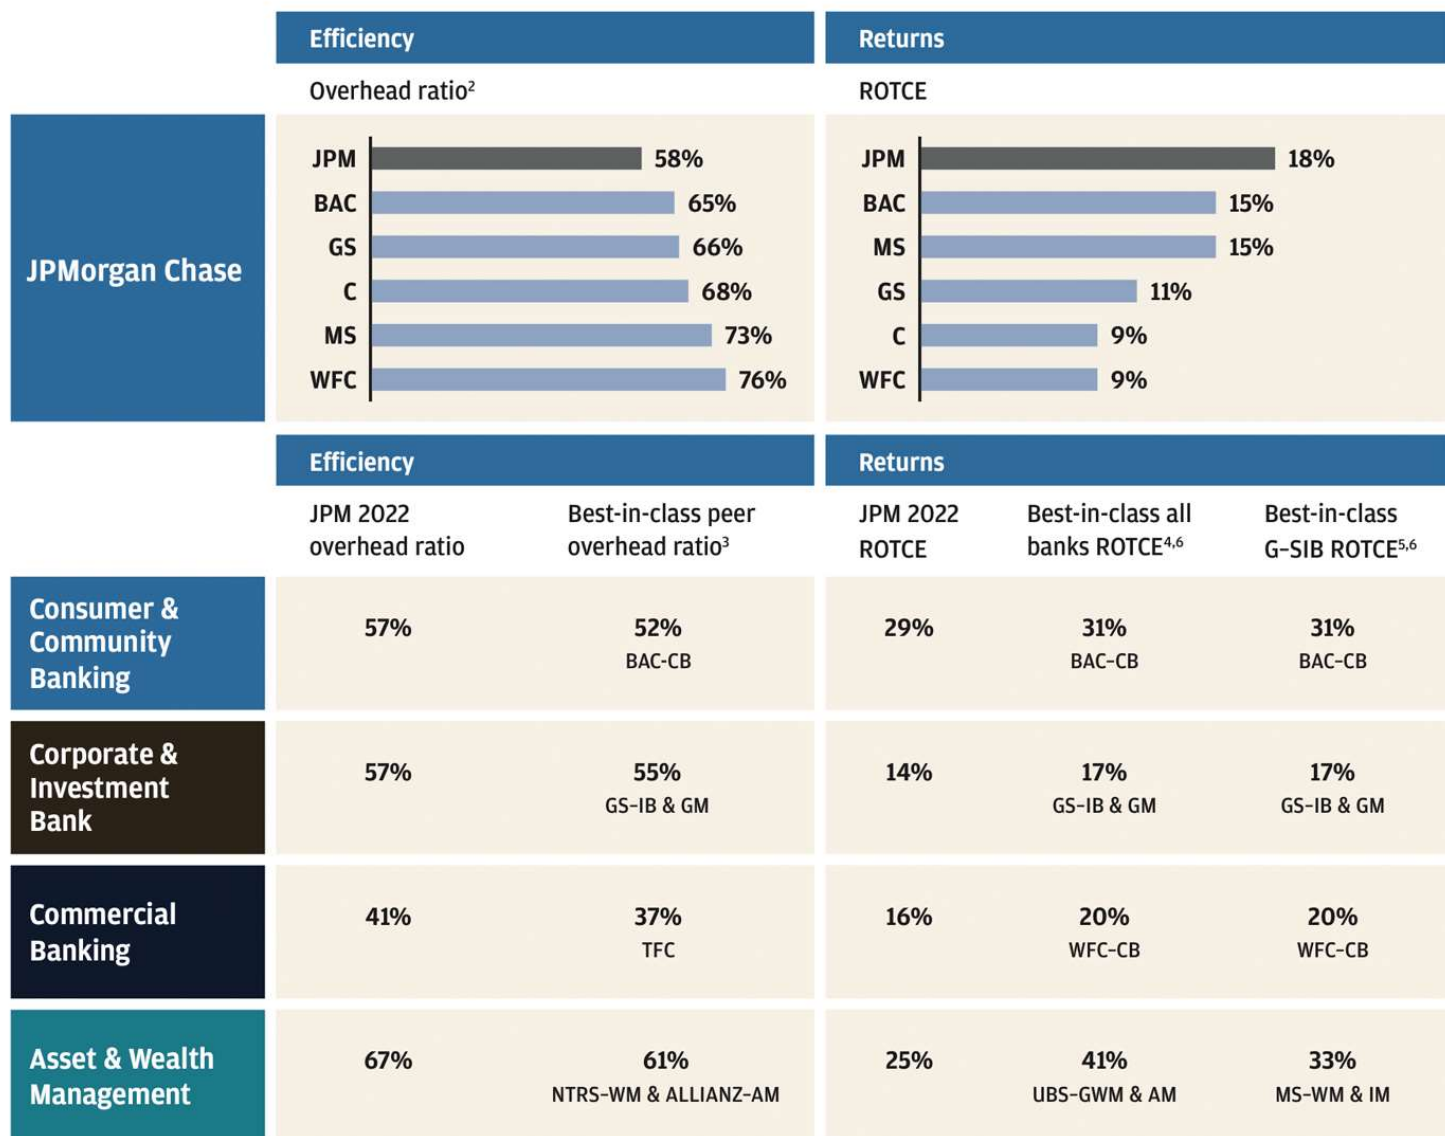 Efficiency
Returns
Overhead ratio²
ROTCE
JPMorgan Chase
JPM 58%
BAC 65%
GS 66%
C 68%
MS 73%
WFC 76%
JPM 18%
BAC 15%
MS 15%
GS 11%
C 9%
WFC 9%
Efficiency
Returns
JPM 2022
overhead ratio
Best-in-class peer
overhead ratio³
JPM 2022
ROTCE
Best-in-class all
banks ROTCE⁴,⁶
Best-in-class
G-SIB ROTCE⁵,⁶
Consumer &
Community
Banking
57%
52%
BAC-CB
29%
31%
BAC-CB
31%
BAC-CB
Corporate &
Investment
Bank
57%
55%
GS-IB & GM
14%
17%
GS-IB & GM
17%
GS-IB & GM
Commercial
Banking
41%
37%
TFC
16%
20%
WFC-CB
20%
WFC-CB
Asset & Wealth
Management
67%
61%
NTRS-WM & ALLIANZ-AM
25%
41%
UBS-GWM & AM
33%
MS-WM & IM